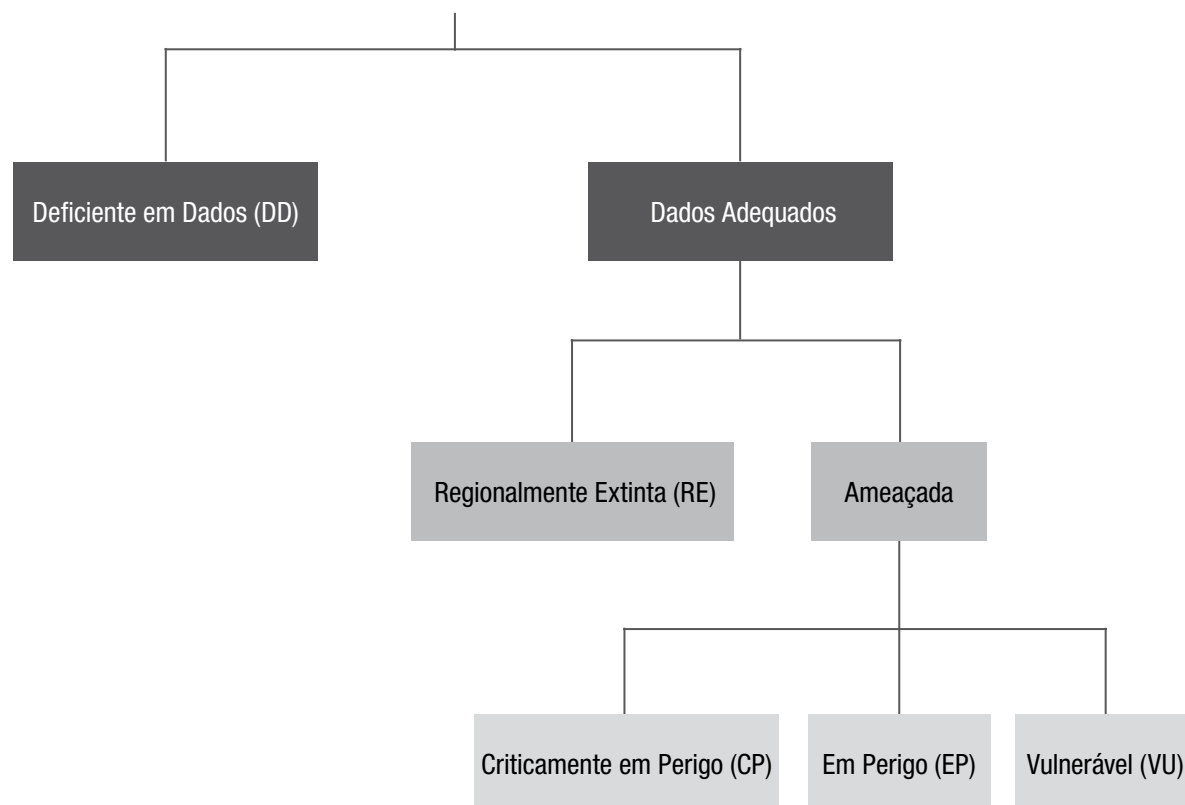 Deficiente em Dados (DD)
Dados Adequados
Regionalmente Extinta (RE)
Ameaçada
Criticamente em Perigo (CP)
Em Perigo (EP)
Vulnerável (VU)